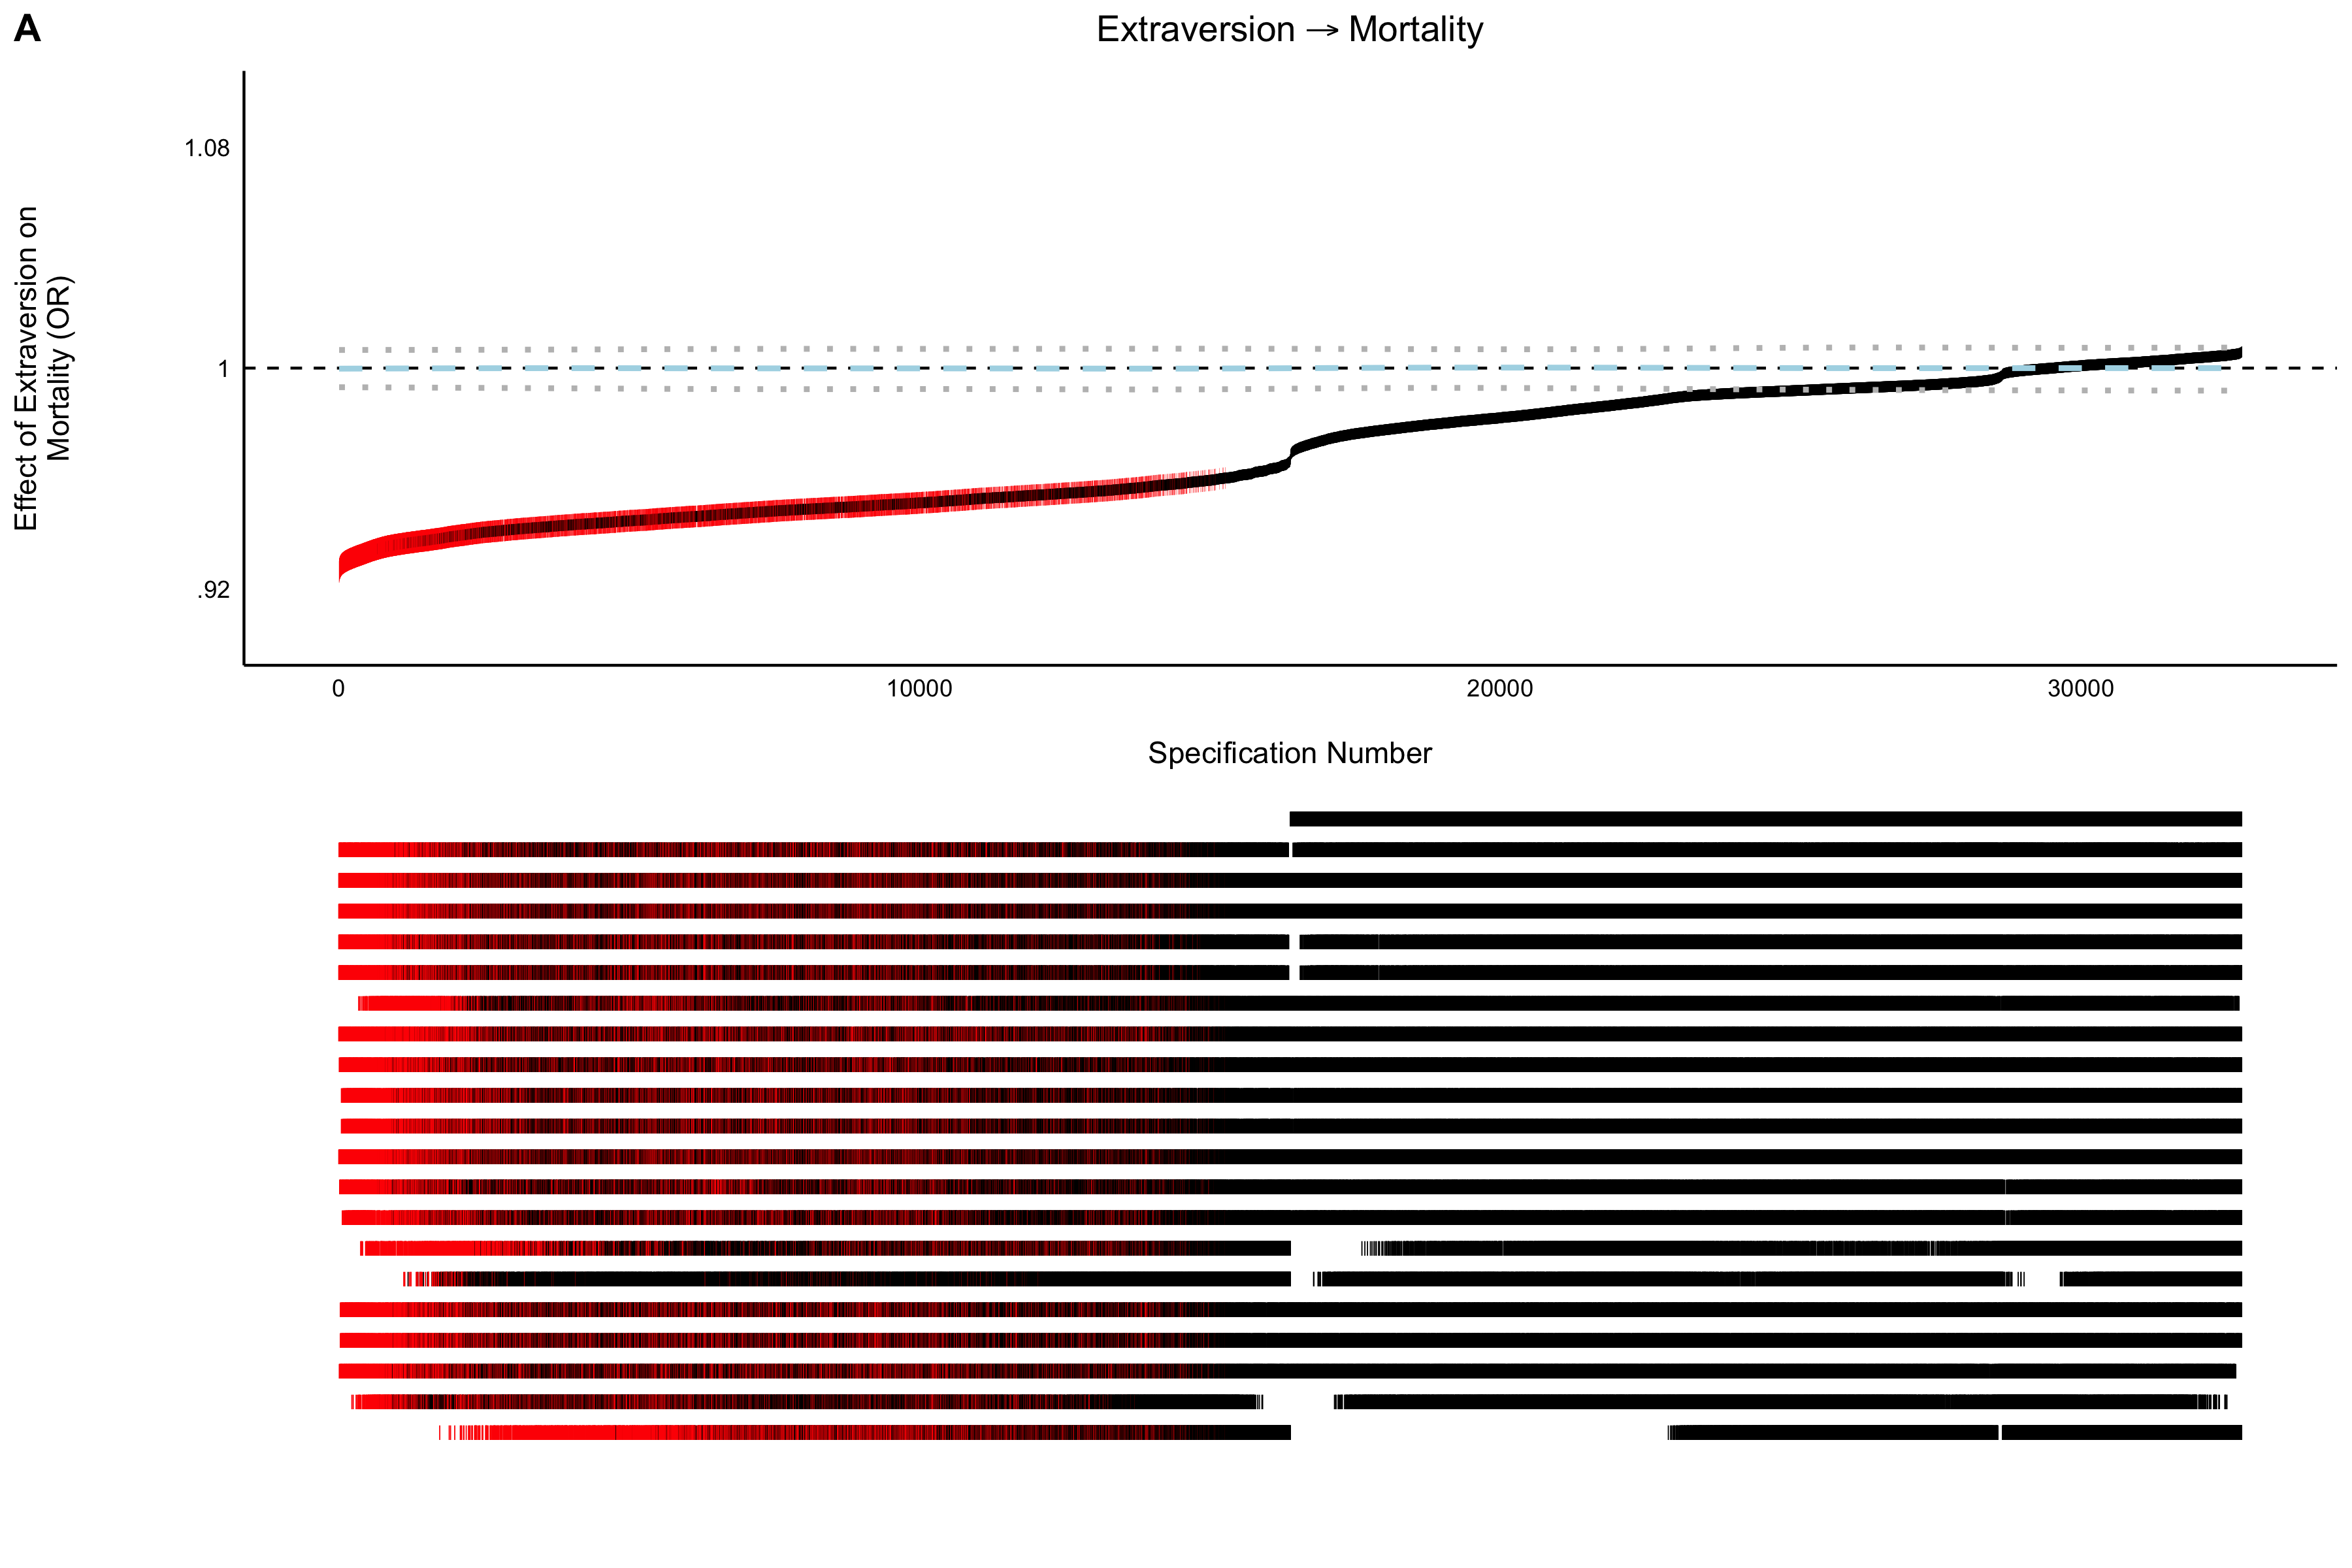 A
Extraversion → Mortality
Effect of Extraversion on
Mortality (OR)
1.08
1
.92
0 10000 20000 30000
Specification Number